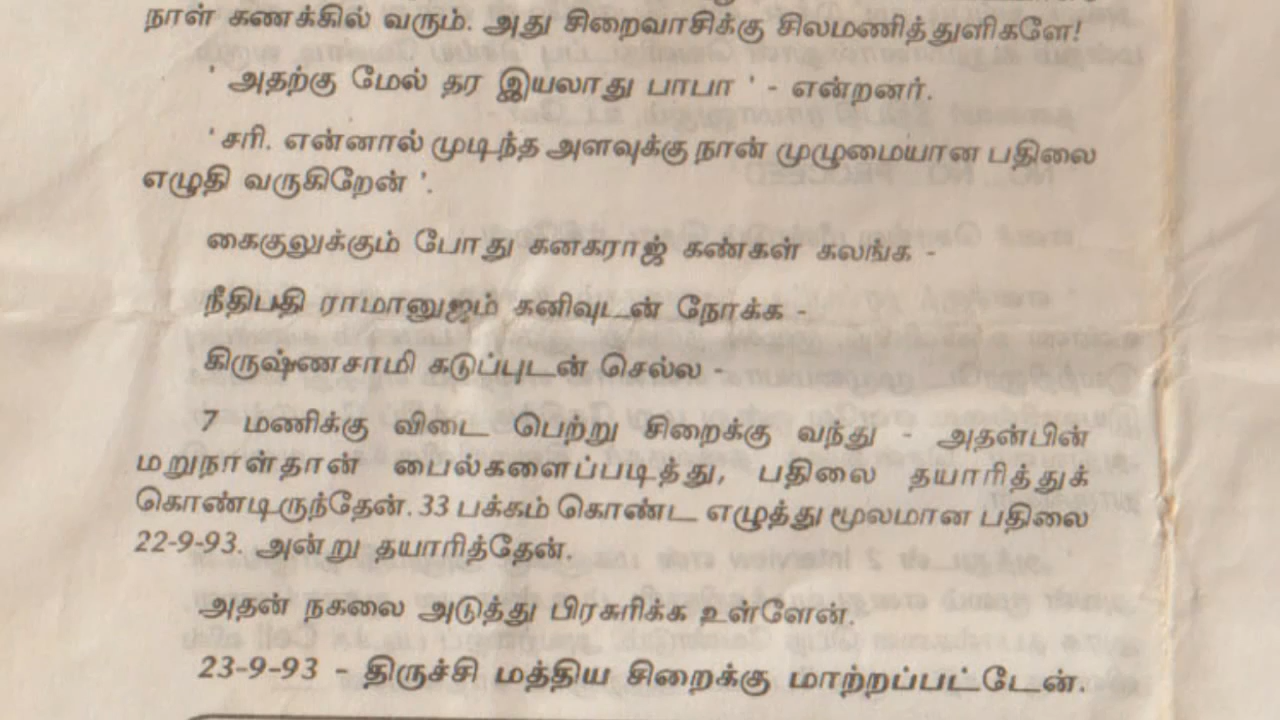 நாள் கணக்கில் வரும். அது சிறைவாசிக்கு சிலமணித்துளிகளே!
' அதற்கு மேல் தர இயலாது பாபா ' - என்றனர்.
' சரி. என்னால் முடிந்த அளவுக்கு நான் முழுமையான பதிலை
எழுதி வருகிறேன் '.
கைகுலுக்கும் போது கனகராஜ் கண்கள் கலங்க -
நீதிபதி ராமானுஜம் கனிவுடன் நோக்க -
கிருஷ்ணசாமி கடுப்புடன் செல்ல -
7 மணிக்கு விடை பெற்று சிறைக்கு வந்து - அதன்பின்
மறுநாள்தான் பைல்களைப்படித்து, பதிலை தயாரித்துக்
கொண்டிருந்தேன். 33 பக்கம் கொண்ட எழுத்து மூலமான பதிலை
22-9-93. அன்று தயாரித்தேன்.
அதன் நகலை அடுத்து பிரசுரிக்க உள்ளேன்.
23-9-93 - திருச்சி மத்திய சிறைக்கு மாற்றப்பட்டேன்.